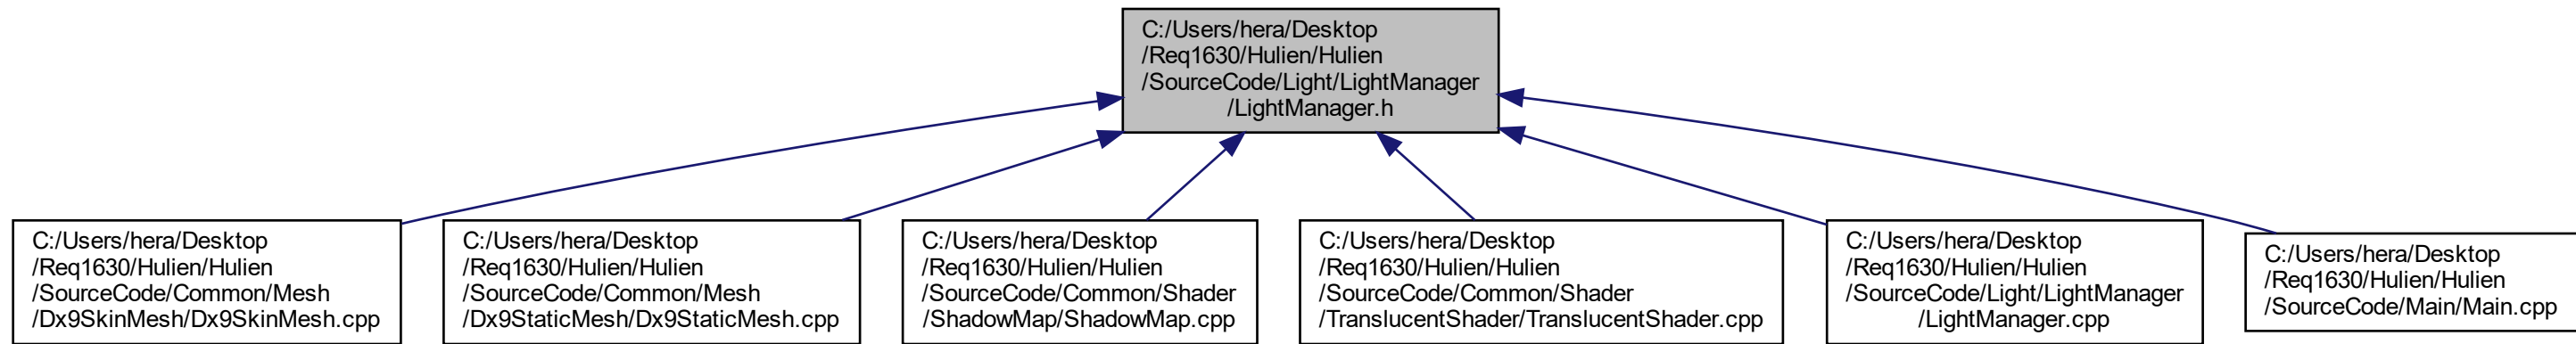 C:/Users/hera/Desktop
/Req1630/Hulien/Hulien
/SourceCode/Light/LightManager
/LightManager.h
C:/Users/hera/Desktop
/Req1630/Hulien/Hulien
/SourceCode/Common/Mesh
/Dx9SkinMesh/Dx9SkinMesh.cpp
C:/Users/hera/Desktop
/Req1630/Hulien/Hulien
/SourceCode/Common/Mesh
/Dx9StaticMesh/Dx9StaticMesh.cpp
C:/Users/hera/Desktop
/Req1630/Hulien/Hulien
/SourceCode/Common/Shader
/ShadowMap/ShadowMap.cpp
C:/Users/hera/Desktop
/Req1630/Hulien/Hulien
/SourceCode/Common/Shader
/TranslucentShader/TranslucentShader.cpp
C:/Users/hera/Desktop
/Req1630/Hulien/Hulien
/SourceCode/Light/LightManager
/LightManager.cpp
C:/Users/hera/Desktop
/Req1630/Hulien/Hulien
/SourceCode/Main/Main.cpp